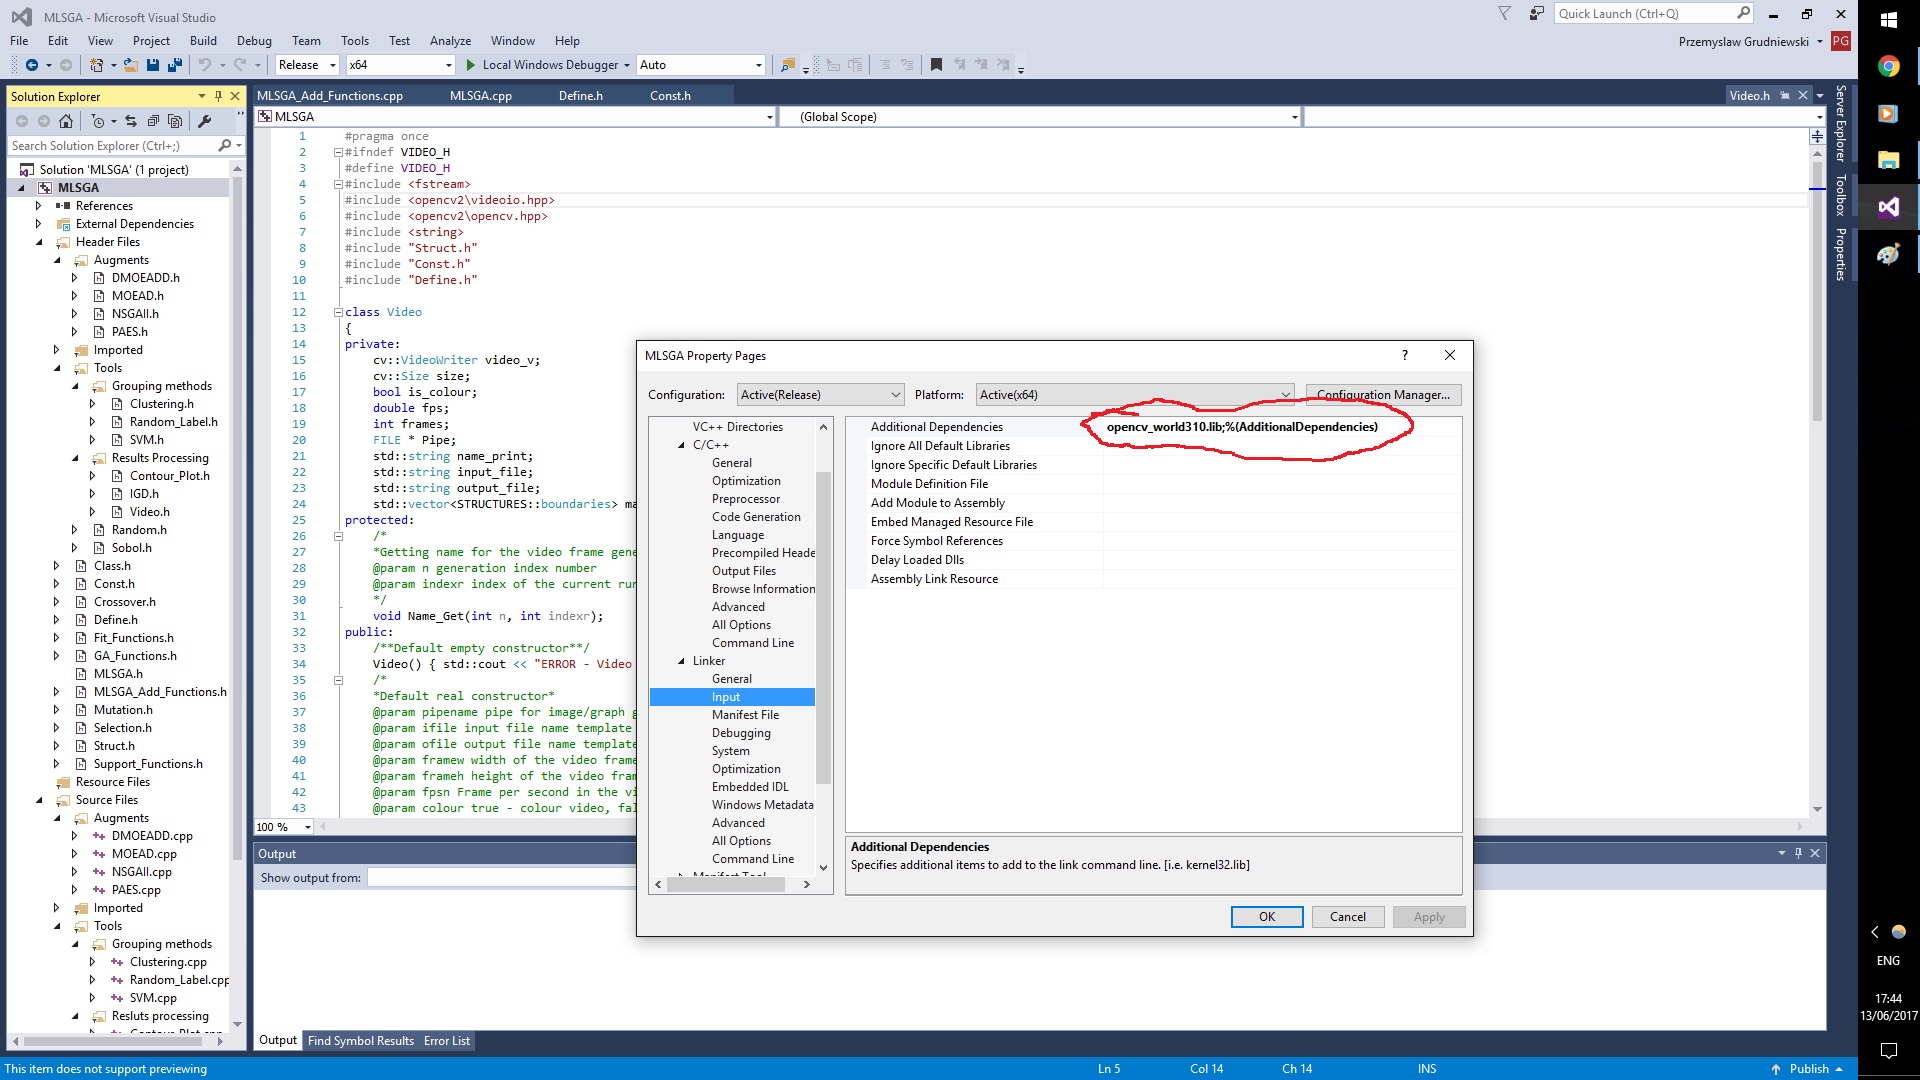 MLSGA - Microsoft Visual Studio
Quick Launch (Ctrl+Q)
File Edit View Project Build Debug Team Tools Test Analyze Window Help
Przemyslaw Grudniewski PG
Release x64 Local Windows Debugger Auto
Solution Explorer
Search Solution Explorer (Ctrl+;)
Solution 'MLSGA' (1 project)
MLSGA
References
External Dependencies
Header Files
Augments
DMOEADD.h
MOEAD.h
NSGAII.h
PAES.h
Imported
Tools
Grouping methods
Clustering.h
Random_Label.h
SVM.h
Results Processing
Contour_Plot.h
IGD.h
Video.h
Random.h
Sobol.h
Class.h
Const.h
Crossover.h
Define.h
Fit_Functions.h
GA_Functions.h
MLSGA.h
MLSGA_Add_Functions.h
Mutation.h
Selection.h
Struct.h
Support_Functions.h
Resource Files
Source Files
Augments
DMOEADD.cpp
MOEAD.cpp
NSGAII.cpp
PAES.cpp
Imported
Tools
Grouping methods
Clustering.cpp
Random_Label.cpp
SVM.cpp
Resluts processing
MLSGA_Add_Functions.cpp MLSGA.cpp Define.h Const.h Video.h
MLSGA (Global Scope)
1 #pragma once
2 #ifndef VIDEO_H
3 #define VIDEO_H
4 #include <fstream>
5 #include <opencv2\videoio.hpp>
6 #include <opencv2\opencv.hpp>
7 #include <string>
8 #include "Struct.h"
9 #include "Const.h"
10 #include "Define.h"
11
12 class Video
13 {
14 private:
15 cv::VideoWriter video_v;
16 cv::Size size;
17 bool is_colour;
18 double fps;
19 int frames;
20 FILE * Pipe;
21 std::string name_print;
22 std::string input_file;
23 std::string output_file;
24 std::vector<STRUCTURES::boundaries> ma
25 protected:
26 /*
27 *Getting name for the video frame gene
28 @param n generation index number
29 @param indexr index of the current run
30 */
31 void Name_Get(int n, int indexr);
32 public:
33 /**Default empty constructor**/
34 Video() { std::cout << "ERROR - Video
35 /*
36 *Default real constructor*
37 @param pipename pipe for image/graph g
38 @param ifile input file name template
39 @param ofile output file name template
40 @param framew width of the video frame
41 @param frameh height of the video fram
42 @param fpsn Frame per second in the vi
43 @param colour true - colour video, fal
100 %
Output
Show output from:
Output Find Symbol Results Error List
MLSGA Property Pages ?
Configuration: Active(Release) Platform: Active(x64) Configuration Manager...
VC++ Directories
C/C++
General
Optimization
Preprocessor
Code Generation
Language
Precompiled Heade
Output Files
Browse Information
Advanced
All Options
Command Line
Linker
General
Input
Manifest File
Debugging
System
Optimization
Embedded IDL
Windows Metadata
Advanced
All Options
Command Line
Additional Dependencies opencv_world310.lib;%(AdditionalDependencies)
Ignore All Default Libraries
Ignore Specific Default Libraries
Module Definition File
Add Module to Assembly
Embed Managed Resource File
Force Symbol References
Delay Loaded Dlls
Assembly Link Resource
Additional Dependencies
Specifies additional items to add to the link command line. [i.e. kernel32.lib]
OK Cancel Apply
Server Explorer
Toolbox
Properties
This item does not support previewing Ln 5 Col 14 Ch 14 INS Publish
ENG
17:44
13/06/2017